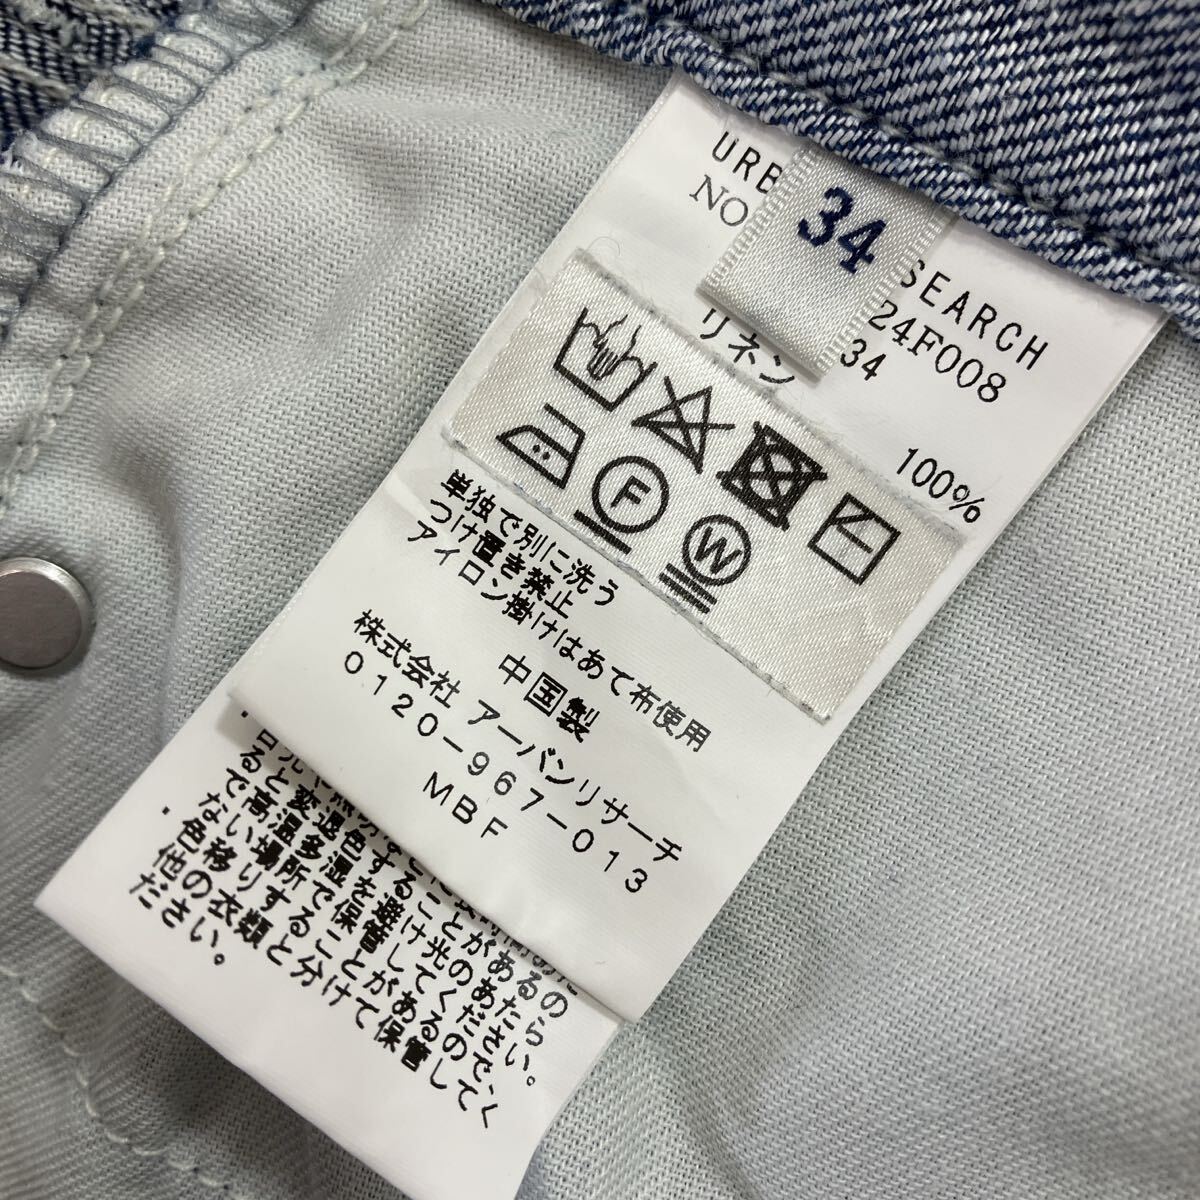 34
SEARCH
NO
24F008
34
リネン
100%
F
W
単独で別に洗う
つけ置き禁止
アイロン掛けはあて布使用
中国製
株式会社 アーバンリサーチ
0120-967-013
MBF
ると変退色することがあるの
で高温多湿を避け光のあたら
ない場所で保管してください。
・色移りすることがあるので、
他の衣類と分けて保管してく
ださい。